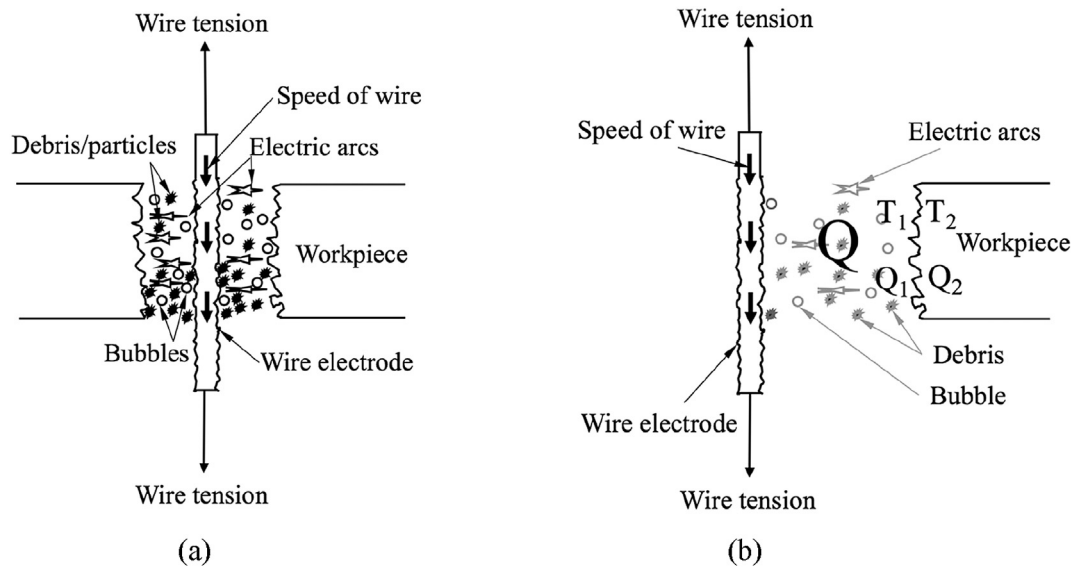 Wire tension
Speed of wire
Debris/particles
Electric arcs
Workpiece
Bubbles
Wire electrode
Wire tension
(a)
Wire tension
Speed of wire
Electric arcs
T1 T2
Q
Workpiece
Q1 Q2
Debris
Bubble
Wire electrode
Wire tension
(b)